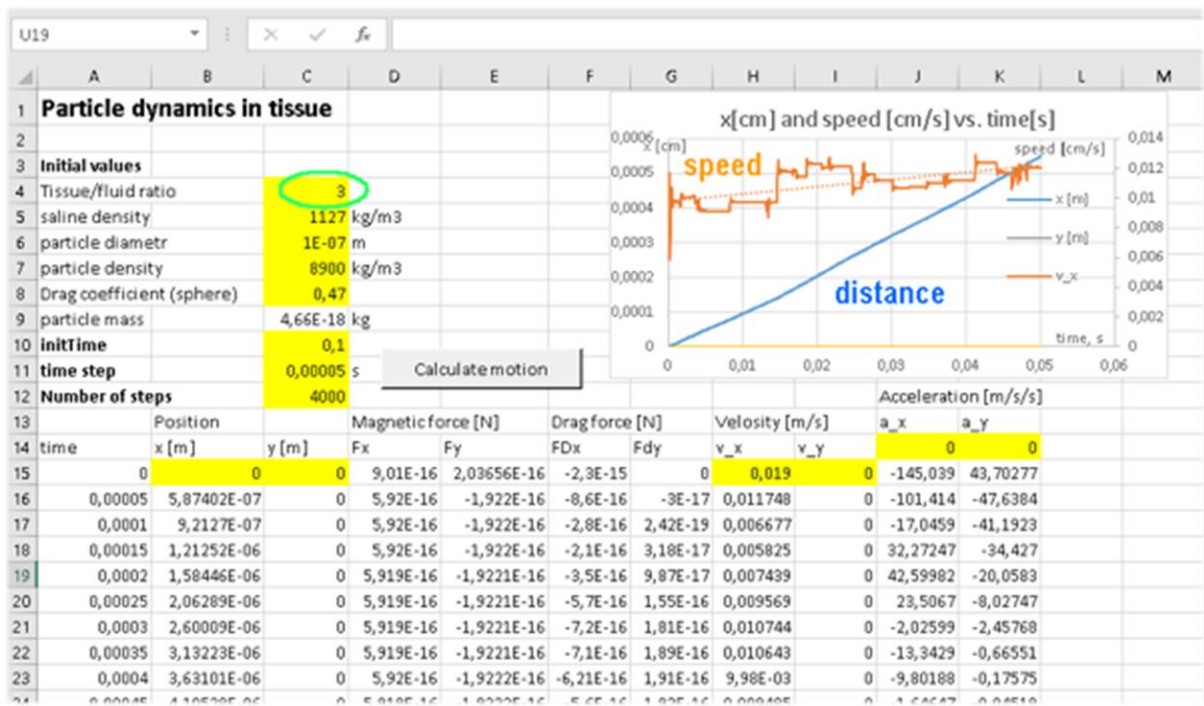 U19
fx
A B C D E F G H I J K L M
1 Particle dynamics in tissue
2
3 Initial values
4 Tissue/fluid ratio 3
5 saline density 1127 kg/m3
6 particle diametr 1E-07 m
7 particle density 8900 kg/m3
8 Drag coefficient (sphere) 0,47
9 particle mass 4,66E-18 kg
10 initTime 0,1
11 time step 0,00005 s
12 Number of steps 4000
Calculate motion
x[cm] and speed [cm/s] vs. time[s]
x [cm]
speed [cm/s]
0,0006
0,0005
0,0004
0,0003
0,0002
0,0001
0
speed
distance
x [m]
y [m]
v_x
0,014
0,012
0,01
0,008
0,006
0,004
0,002
0
time, s
0 0,01 0,02 0,03 0,04 0,05 0,06
Acceleration [m/s/s]
13 Position Magnetic force [N] Drag force [N] Velosity [m/s] a_x a_y
14 time x [m] y [m] Fx Fy FDx Fdy v_x v_y 0 0
15 0 0 0 9,01E-16 2,03656E-16 -2,3E-15 0 0,019 0 -145,039 43,70277
16 0,00005 5,87402E-07 0 5,92E-16 -1,922E-16 -8,6E-16 -3E-17 0,011748 0 -101,414 -47,6384
17 0,0001 9,2127E-07 0 5,92E-16 -1,922E-16 -2,8E-16 2,42E-19 0,006677 0 -17,0459 -41,1923
18 0,00015 1,21252E-06 0 5,92E-16 -1,922E-16 -2,1E-16 3,18E-17 0,005825 0 32,27247 -34,427
19 0,0002 1,58446E-06 0 5,919E-16 -1,9221E-16 -3,5E-16 9,87E-17 0,007439 0 42,59982 -20,0583
20 0,00025 2,06289E-06 0 5,919E-16 -1,9221E-16 -5,7E-16 1,55E-16 0,009569 0 23,5067 -8,02747
21 0,0003 2,60009E-06 0 5,919E-16 -1,9221E-16 -7,2E-16 1,81E-16 0,010744 0 -2,02599 -2,45768
22 0,00035 3,13223E-06 0 5,919E-16 -1,9221E-16 -7,1E-16 1,89E-16 0,010643 0 -13,3429 -0,66551
23 0,0004 3,63101E-06 0 5,92E-16 -1,9222E-16 -6,21E-16 1,91E-16 9,98E-03 0 -9,80188 -0,17575